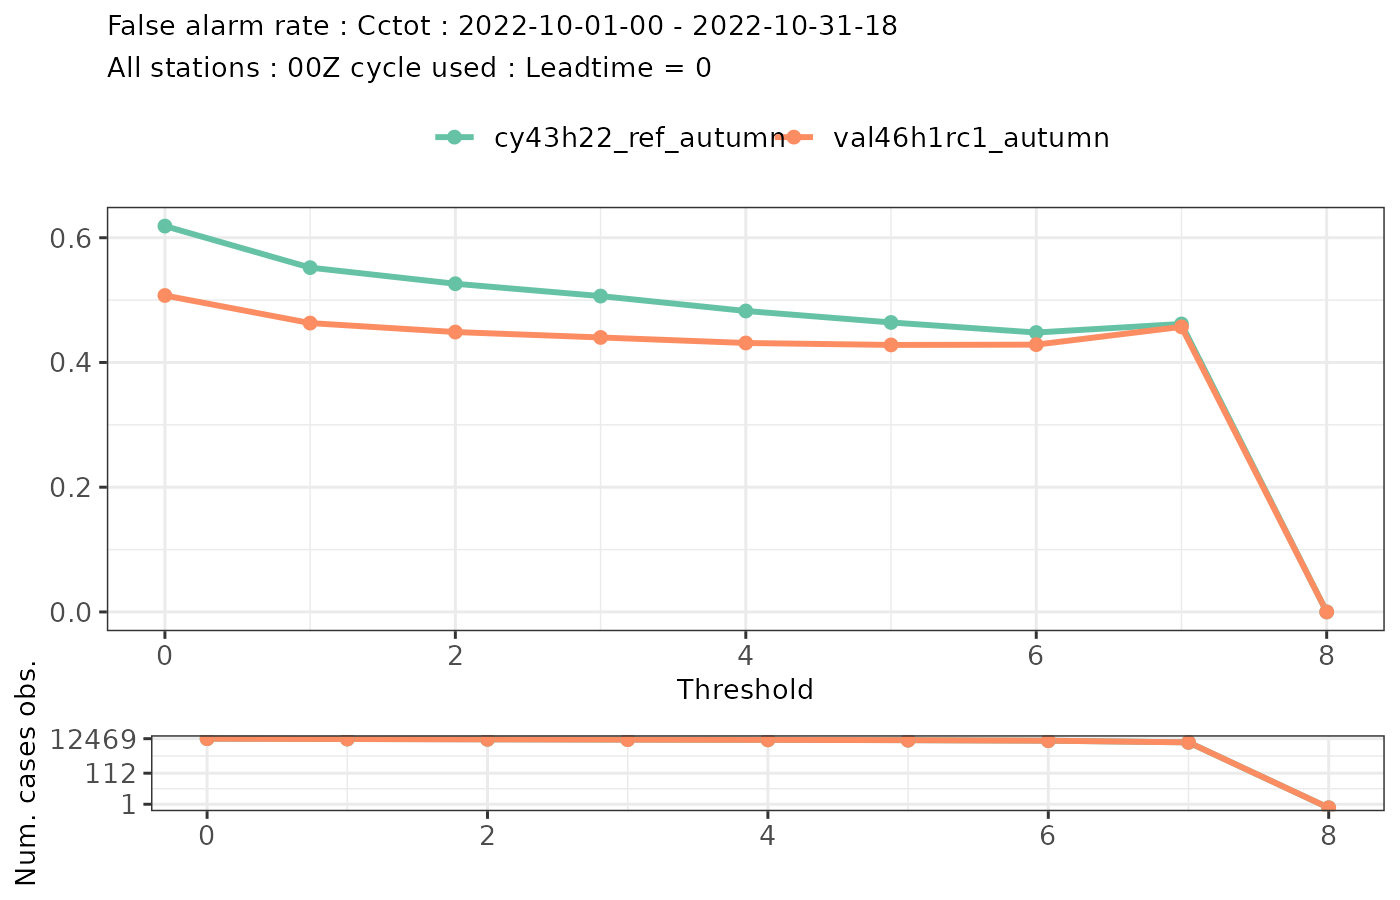 False alarm rate : Cctot : 2022-10-01-00 - 2022-10-31-18
All stations : 00Z cycle used : Leadtime = 0
cy43h22_ref_autumn val46h1rc1_autumn
0.6
0.4
0.2
0.0
0 2 4 6 8
Threshold
Num. cases obs.
12469
112
1
0 2 4 6 8